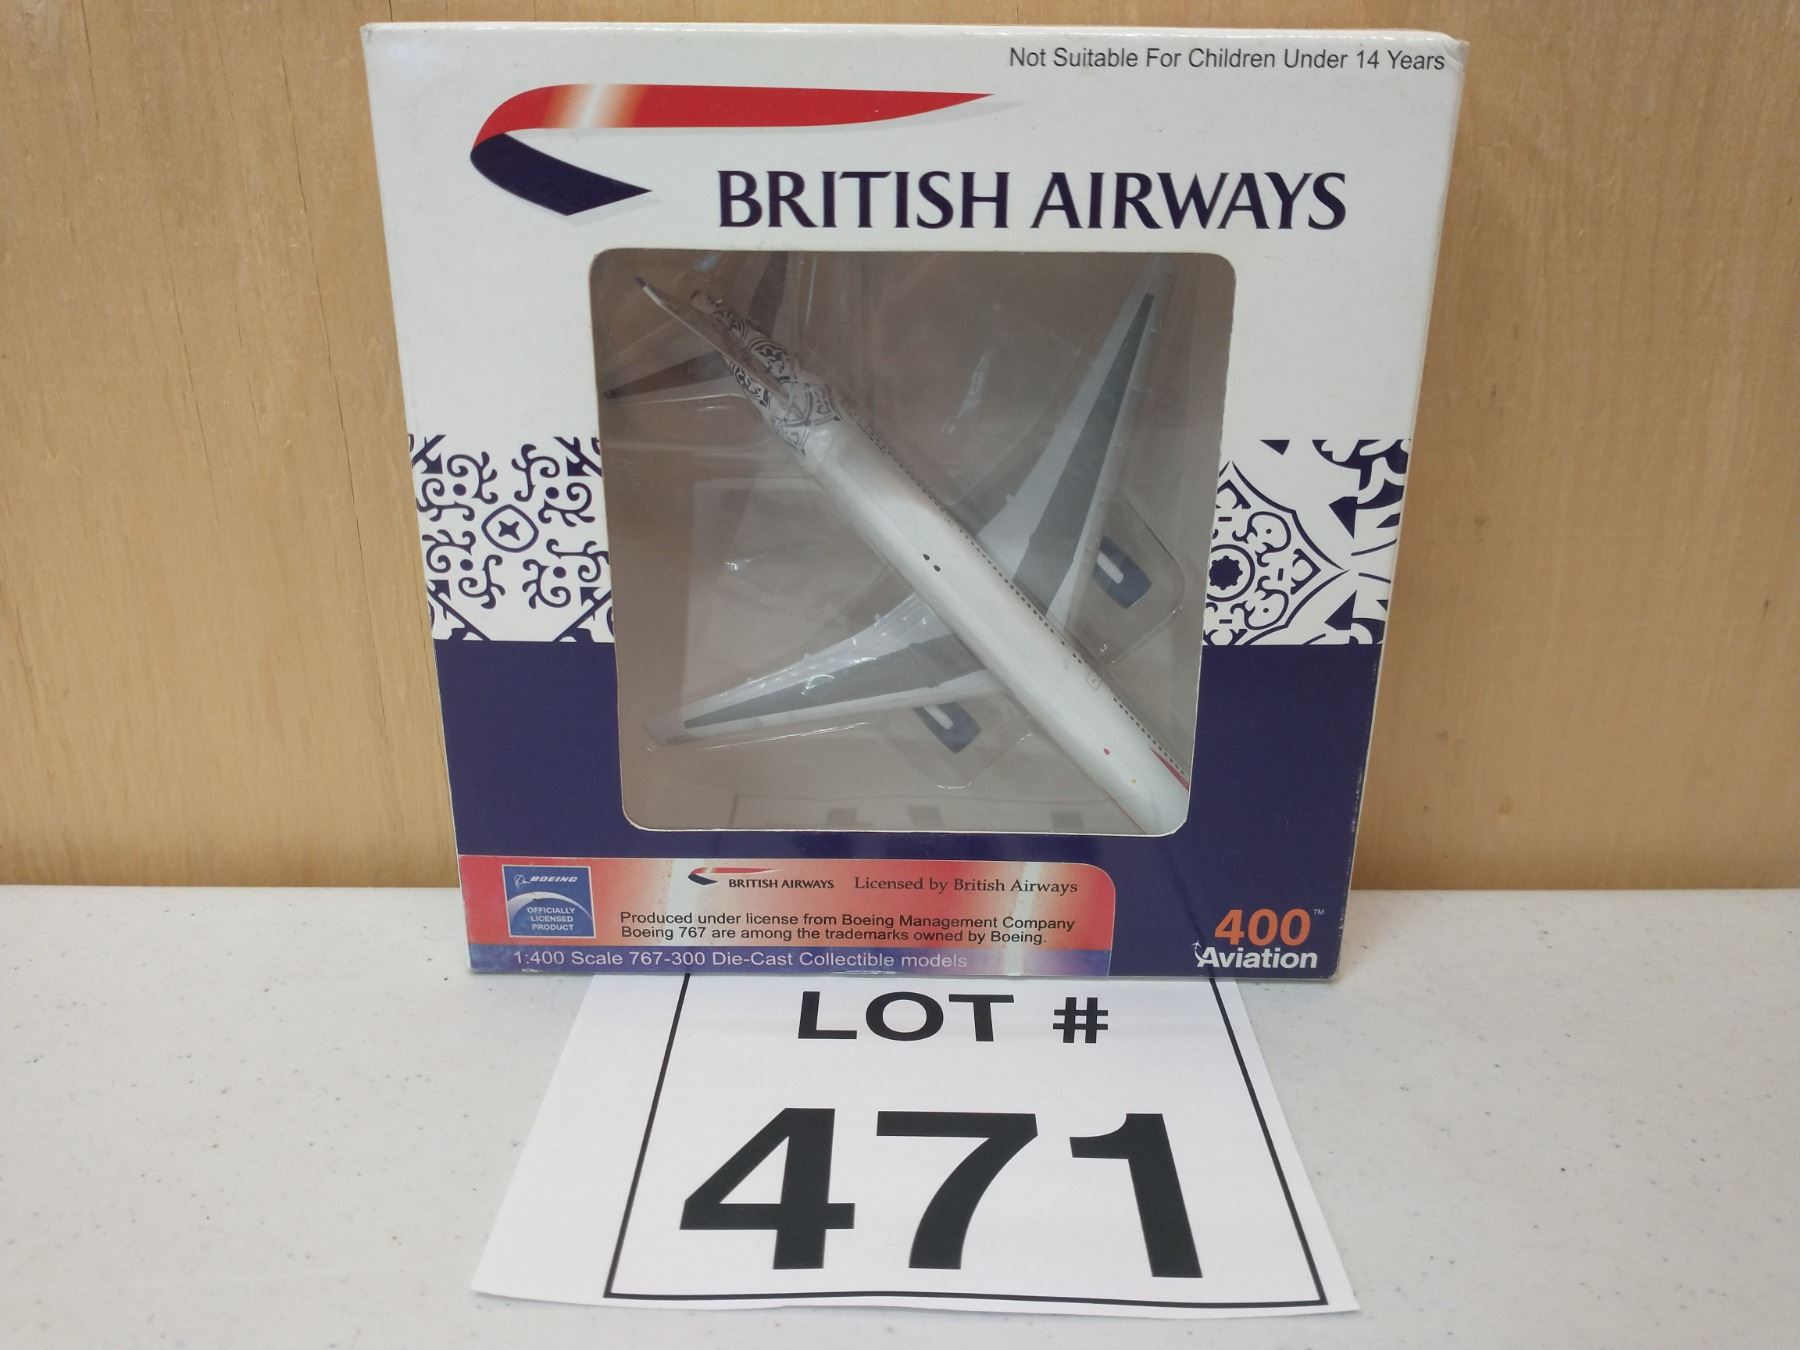 Not Suitable For Children Under 14 Years
BRITISH AIRWAYS
BOEING
OFFICIALLY
LICENSED
PRODUCT
BRITISH AIRWAYS Licensed by British Airways
Produced under license from Boeing Management Company
Boeing 767 are among the trademarks owned by Boeing.
1:400 Scale 767-300 Die-Cast Collectible models
400™
Aviation
LOT #
471